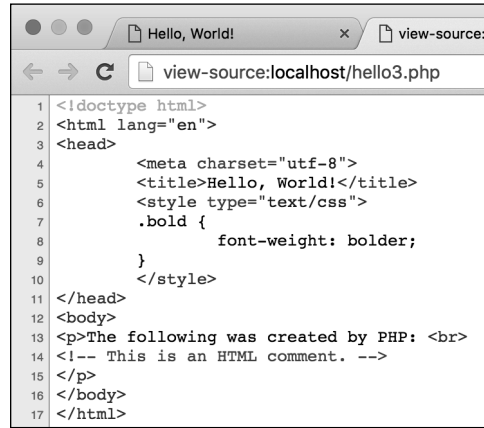 Hello, World! × view-source:
view-source:localhost/hello3.php
1 <!doctype html>
2 <html lang="en">
3 <head>
4 <meta charset="utf-8">
5 <title>Hello, World!</title>
6 <style type="text/css">
7 .bold {
8 font-weight: bolder;
9 }
10 </style>
11 </head>
12 <body>
13 <p>The following was created by PHP: <br>
14 <!-- This is an HTML comment. -->
15 </p>
16 </body>
17 </html>